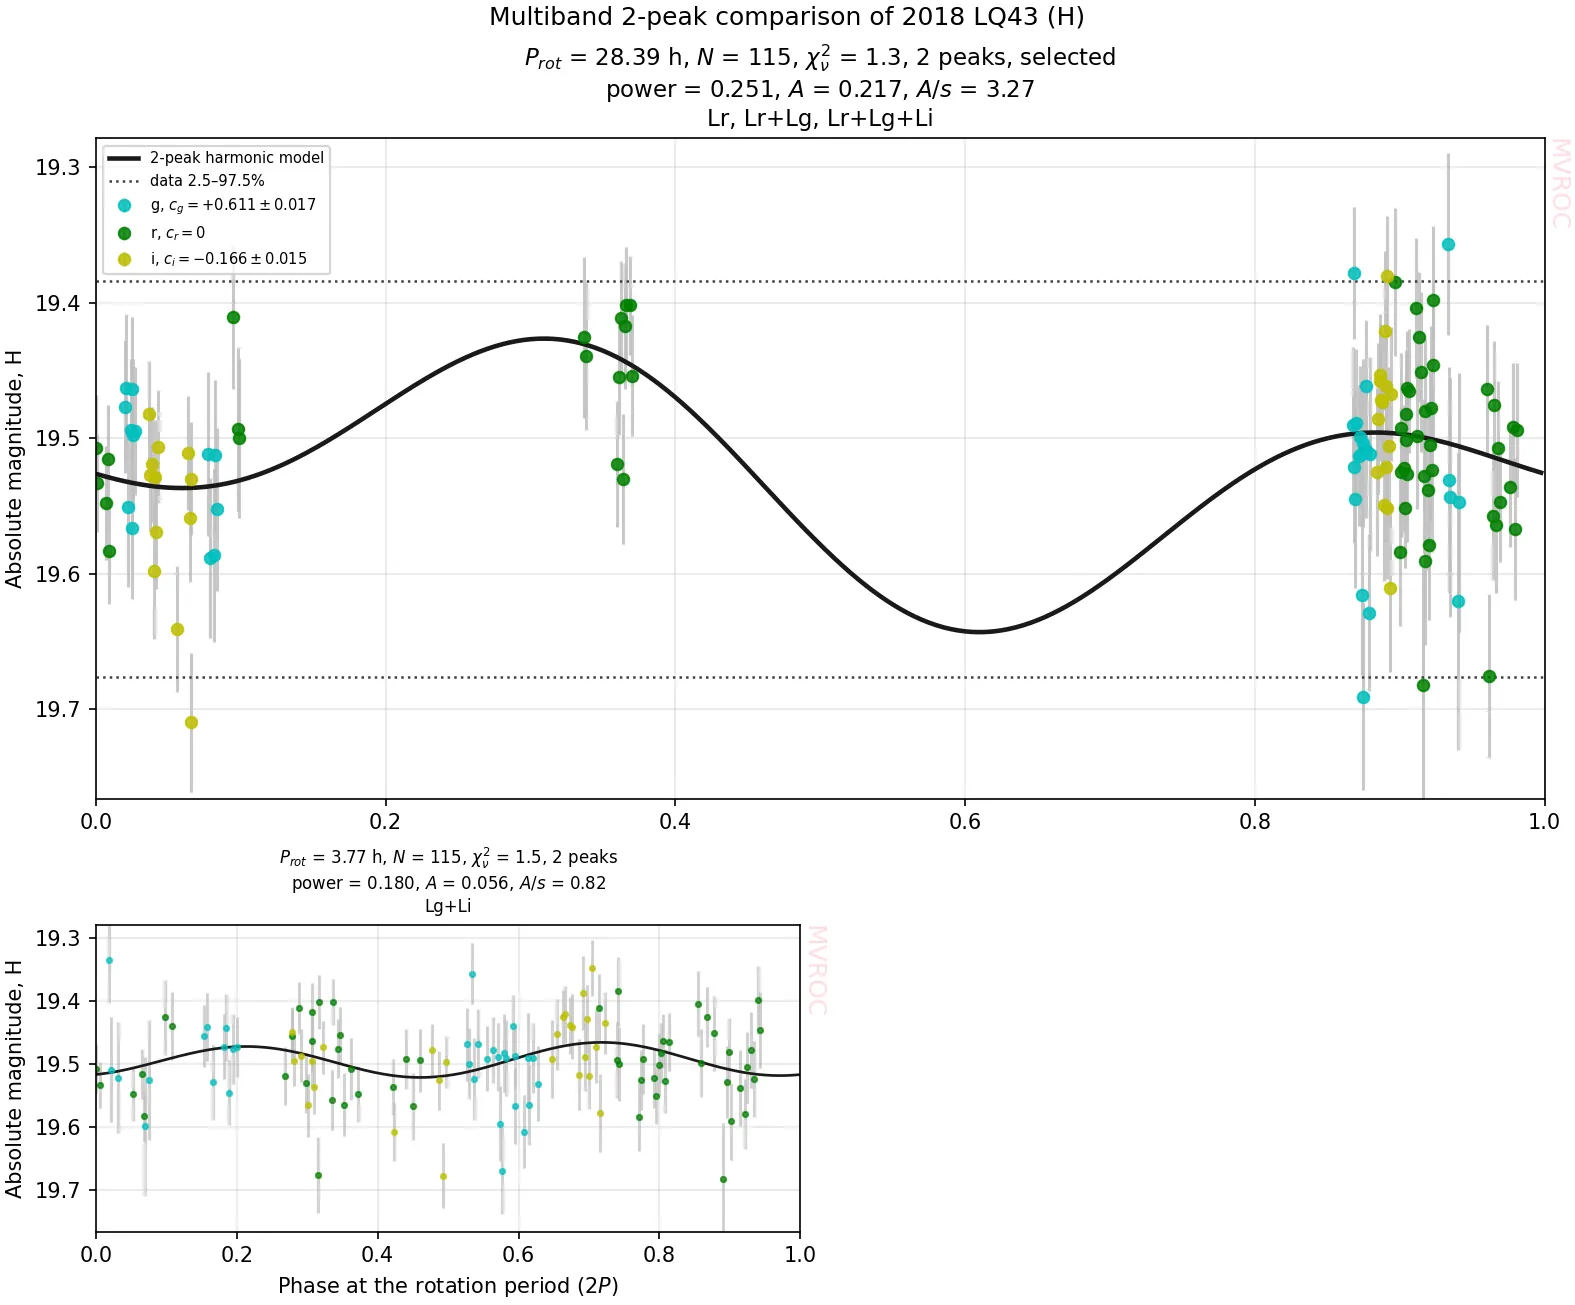 Multiband 2-peak comparison of 2018 LQ43 (H)
P_rot = 28.39 h, N = 115, χ²_ν = 1.3, 2 peaks, selected
power = 0.251, A = 0.217, A/s = 3.27
Lr, Lr+Lg, Lr+Lg+Li
MVROC
2-peak harmonic model
data 2.5–97.5%
g, c_g = +0.611 ± 0.017
r, c_r = 0
i, c_i = −0.166 ± 0.015
Absolute magnitude, H
19.3
19.4
19.5
19.6
19.7
0.0 0.2 0.4 0.6 0.8 1.0
P_rot = 3.77 h, N = 115, χ²_ν = 1.5, 2 peaks
power = 0.180, A = 0.056, A/s = 0.82
Lg+Li
MVROC
Absolute magnitude, H
19.3
19.4
19.5
19.6
19.7
0.0 0.2 0.4 0.6 0.8 1.0
Phase at the rotation period (2P)